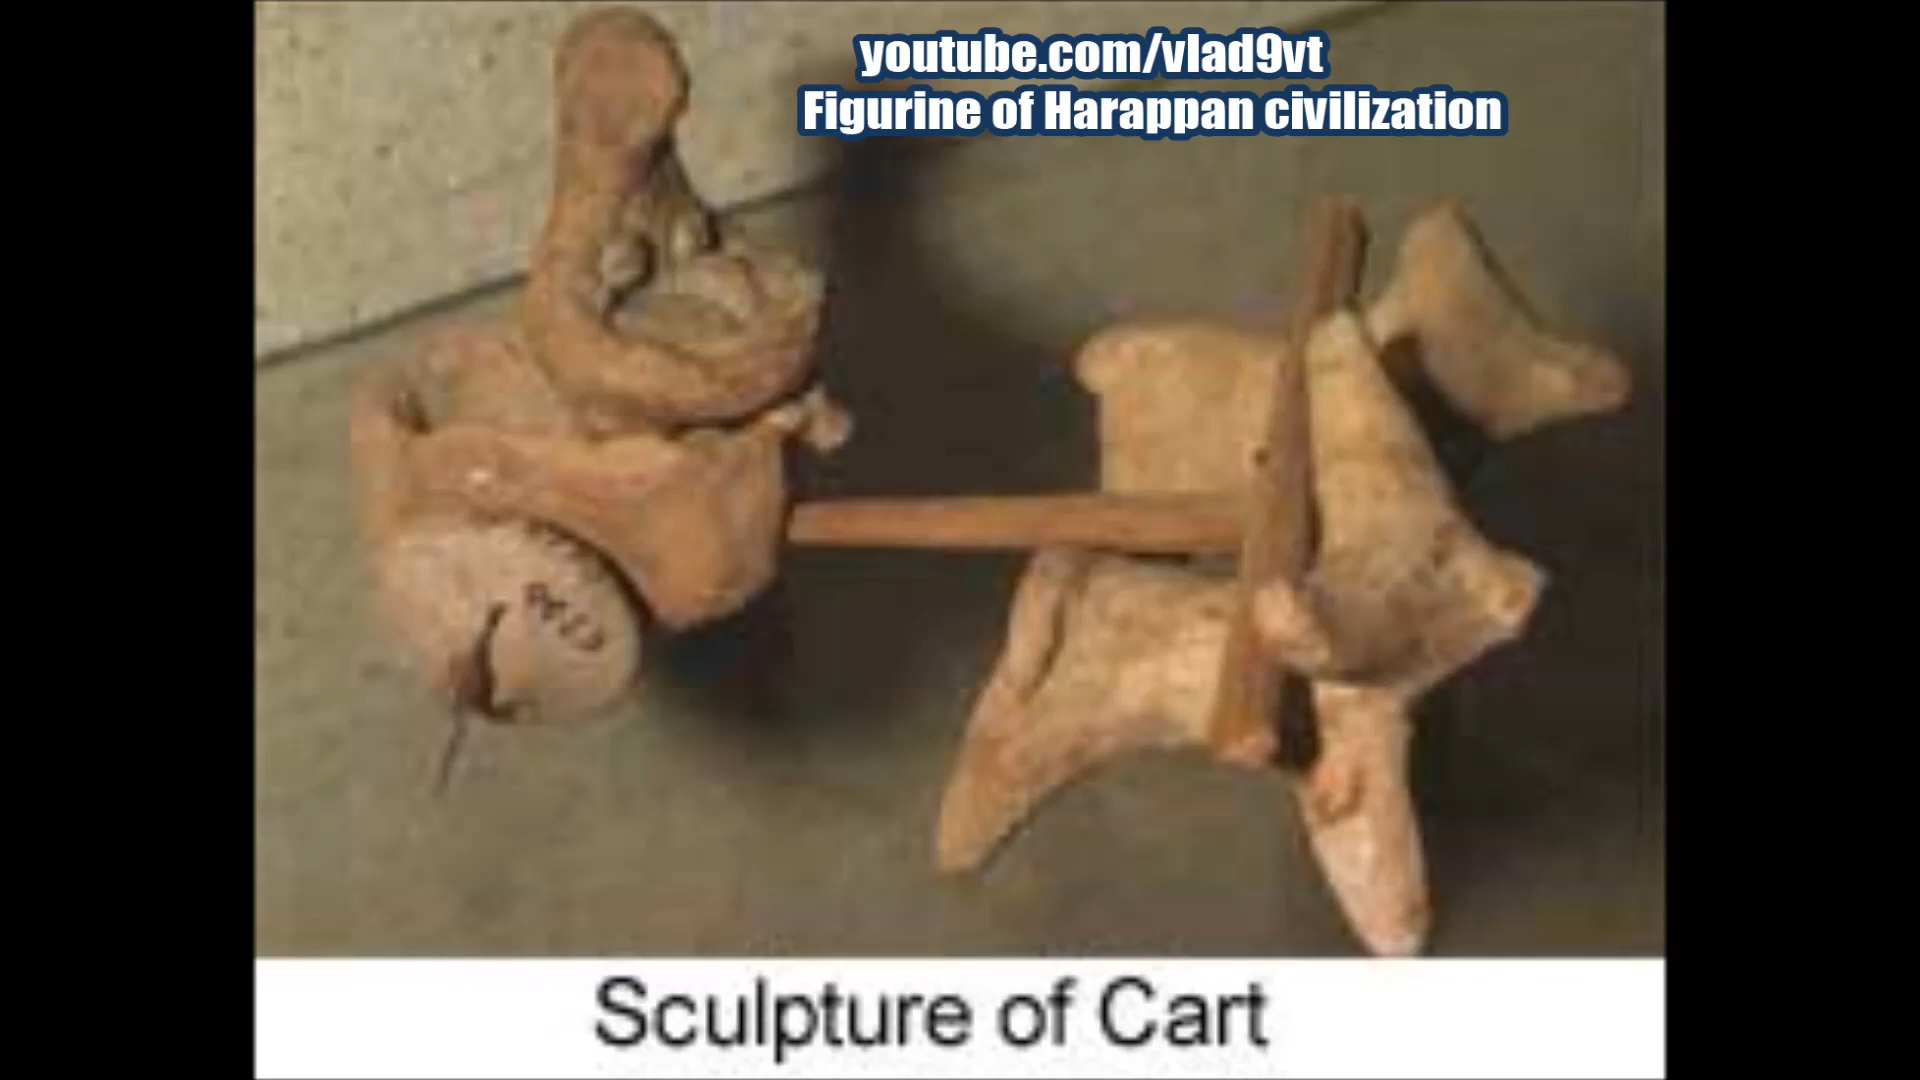 youtube.com/vlad9vt
Figurine of Harappan civilization
Sculpture of Cart